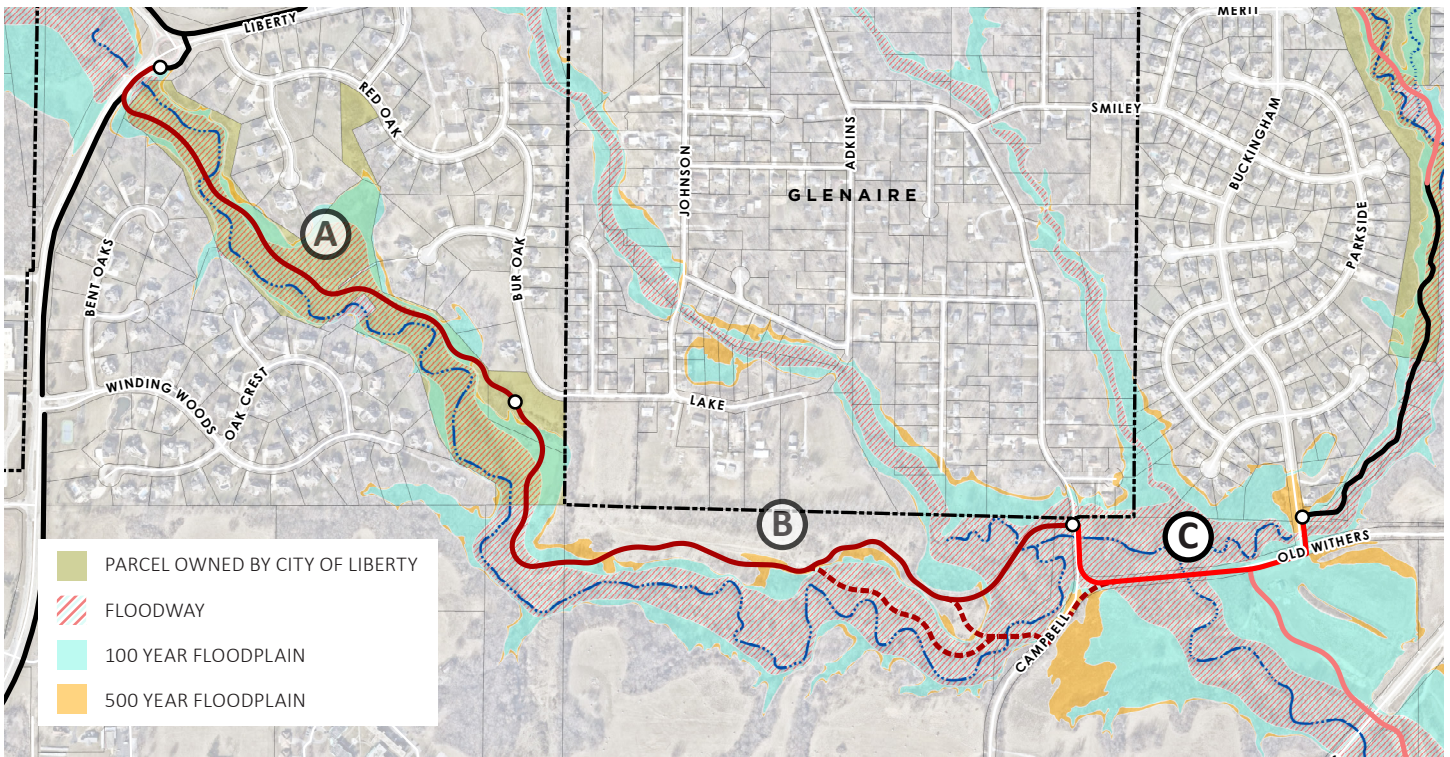 MERIT
LIBERTY
RED OAK
SMILEY
BUCKINGHAM
ADKINS
JOHNSON
GLENAIRE
PARKSIDE
A
BENT OAKS
BUR OAK
WINDING WOODS
OAK CREST
LAKE
B
C
OLD WITHERS
CAMPBELL
PARCEL OWNED BY CITY OF LIBERTY
FLOODWAY
100 YEAR FLOODPLAIN
500 YEAR FLOODPLAIN